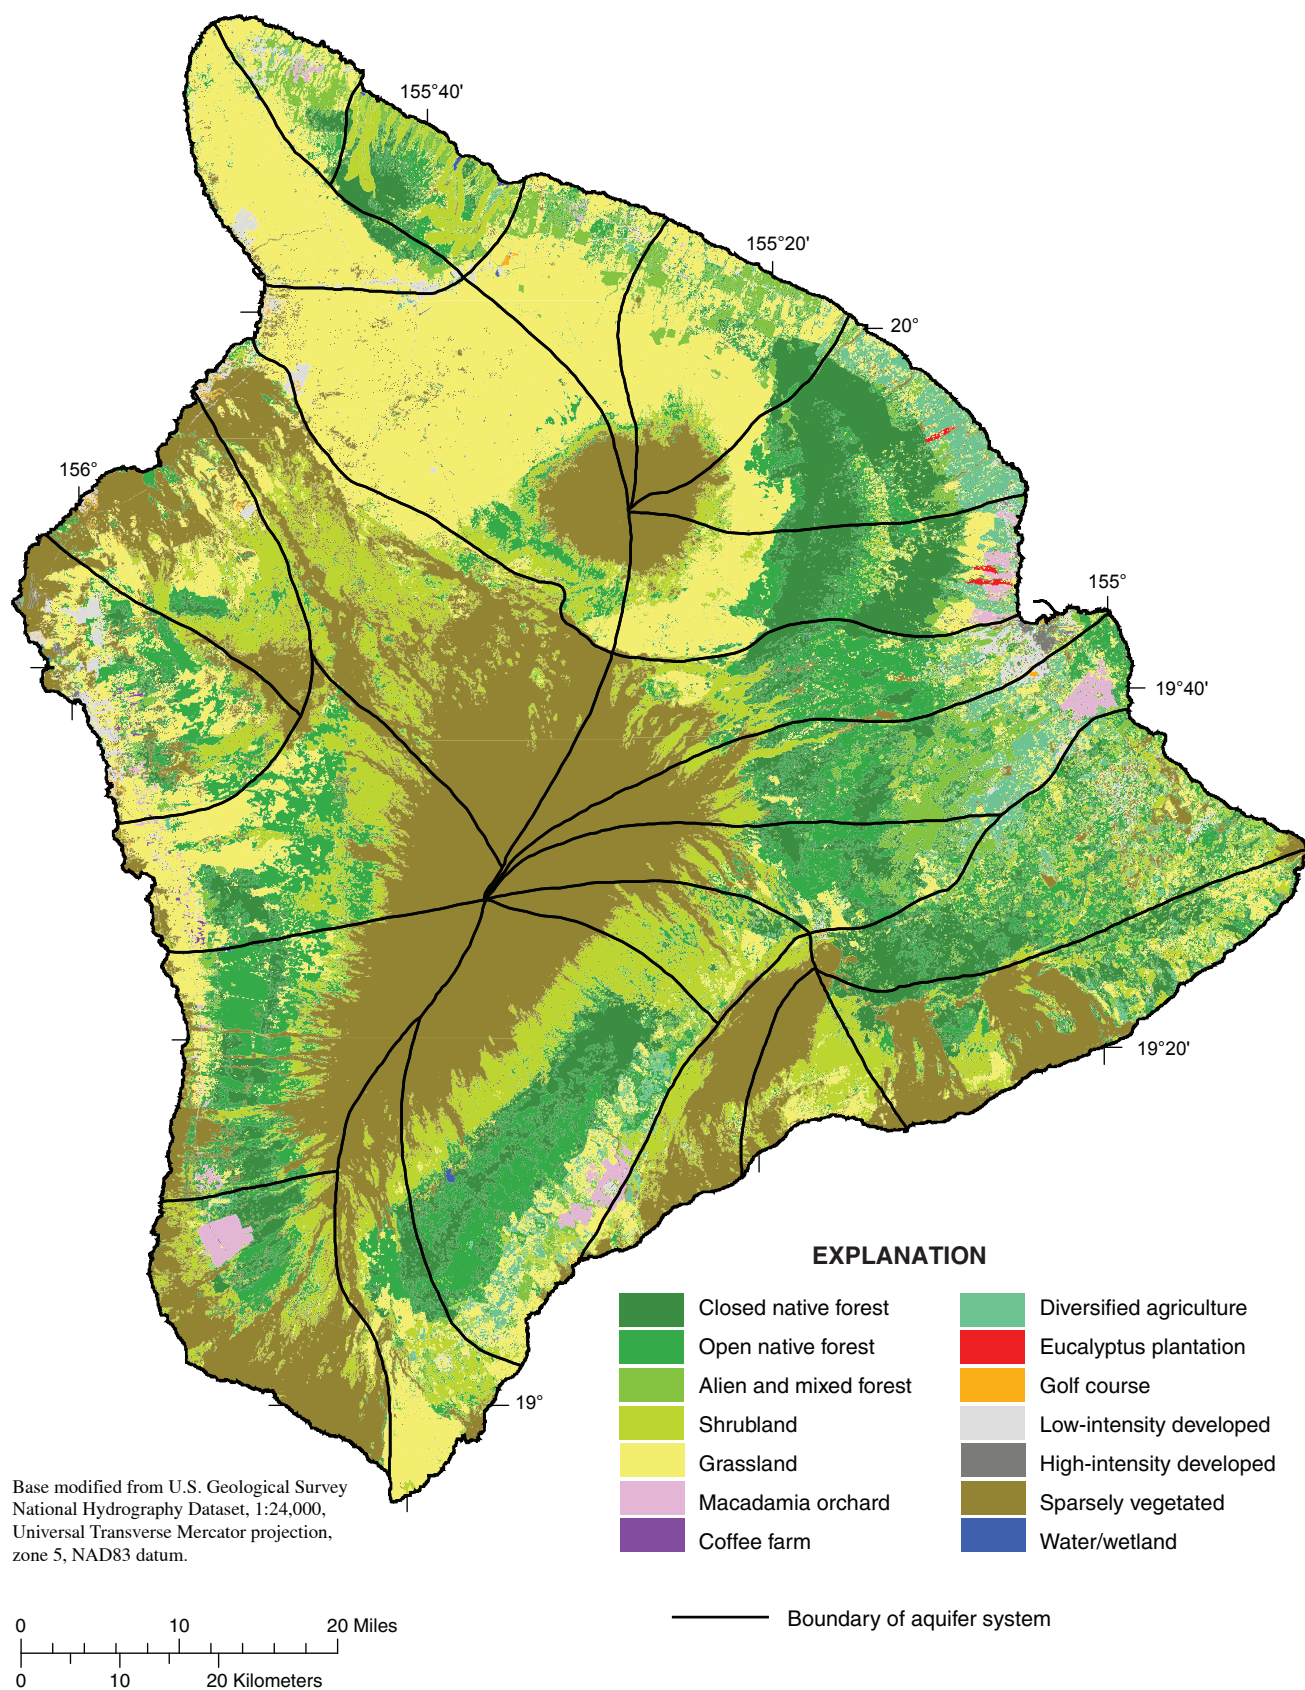 155°40'
155°20'
20°
156°
155°
19°40'
19°20'
19°
EXPLANATION
Closed native forest
Open native forest
Alien and mixed forest
Shrubland
Grassland
Macadamia orchard
Coffee farm
Diversified agriculture
Eucalyptus plantation
Golf course
Low-intensity developed
High-intensity developed
Sparsely vegetated
Water/wetland
Boundary of aquifer system
Base modified from U.S. Geological Survey
National Hydrography Dataset, 1:24,000,
Universal Transverse Mercator projection,
zone 5, NAD83 datum.
0 10 20 Miles
0 10 20 Kilometers